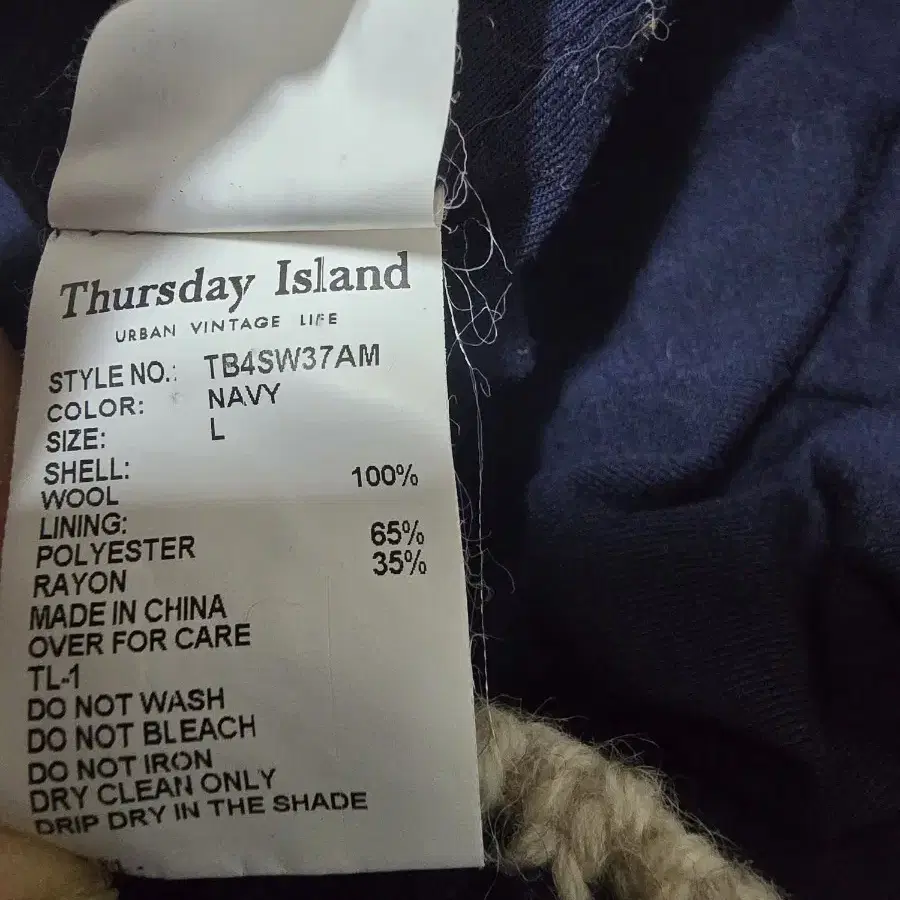 Thursday Island
URBAN VINTAGE LIFE
STYLE NO.: TB4SW37AM
COLOR: NAVY
SIZE: L
SHELL:
WOOL 100%
LINING:
POLYESTER 65%
RAYON 35%
MADE IN CHINA
OVER FOR CARE
TL-1
DO NOT WASH
DO NOT BLEACH
DO NOT IRON
DRY CLEAN ONLY
DRIP DRY IN THE SHADE